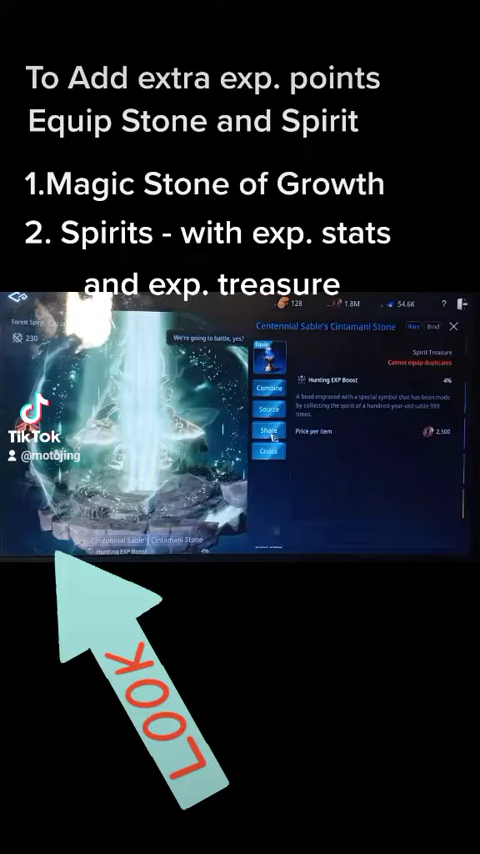 To Add extra exp. points
Equip Stone and Spirit
1.Magic Stone of Growth
2. Spirits - with exp. stats
and exp. treasure
128 1.8M 54.6K ?
Forest Spirit
230
We're going to battle, yes?
Centennial Sable's Cintamani Stone
Rare Bind
Equip
Spirit Treasure
Cannot equip duplicates
Combine
Hunting EXP Boost 4%
A bead engraved with a special symbol that has been made
by collecting the spirit of a hundred-year-old sable 999
times.
Source
Share
Price per item 2,500
Codex
TikTok
@motojing
Centennial Sable's Cintamani Stone
Hunting EXP Boost 4%
LOOK